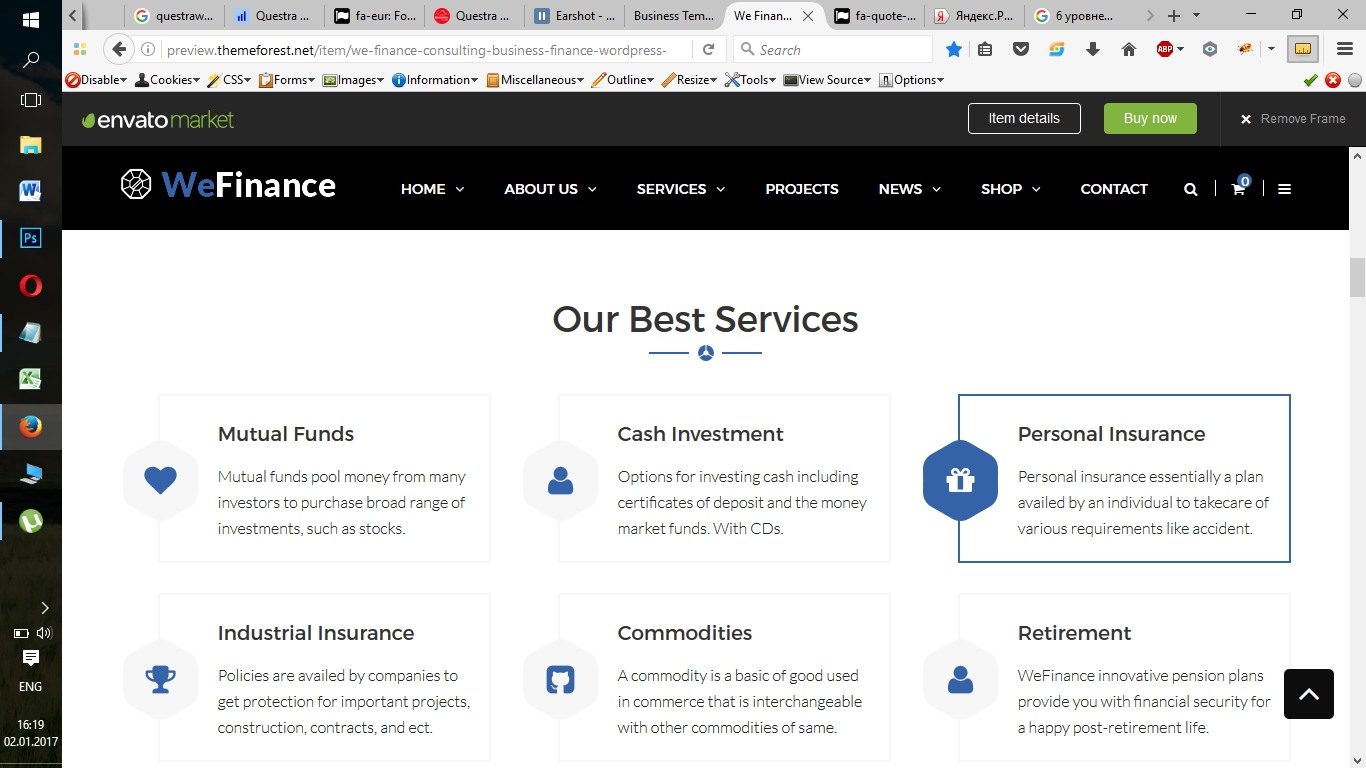 questraw...
Questra ...
fa-eur: Fo...
Questra ...
Earshot - ...
Business Tem...
We Finan...
fa-quote-...
Яндекс.Р...
6 уровне...
preview.themeforest.net/item/we-finance-consulting-business-finance-wordpress-
Search
ABP
Disable Cookies CSS Forms Images Information Miscellaneous Outline Resize Tools View Source Options
envato market
Item details
Buy now
Remove Frame
WeFinance
HOME
ABOUT US
SERVICES
PROJECTS
NEWS
SHOP
CONTACT
0
Our Best Services
Mutual Funds
Mutual funds pool money from many
investors to purchase broad range of
investments, such as stocks.
Cash Investment
Options for investing cash including
certificates of deposit and the money
market funds. With CDs.
Personal Insurance
Personal insurance essentially a plan
availed by an individual to takecare of
various requirements like accident.
Industrial Insurance
Policies are availed by companies to
get protection for important projects,
construction, contracts, and ect.
Commodities
A commodity is a basic of good used
in commerce that is interchangeable
with other commodities of same.
Retirement
WeFinance innovative pension plans
provide you with financial security for
a happy post-retirement life.
Ps
ENG
16:19
02.01.2017